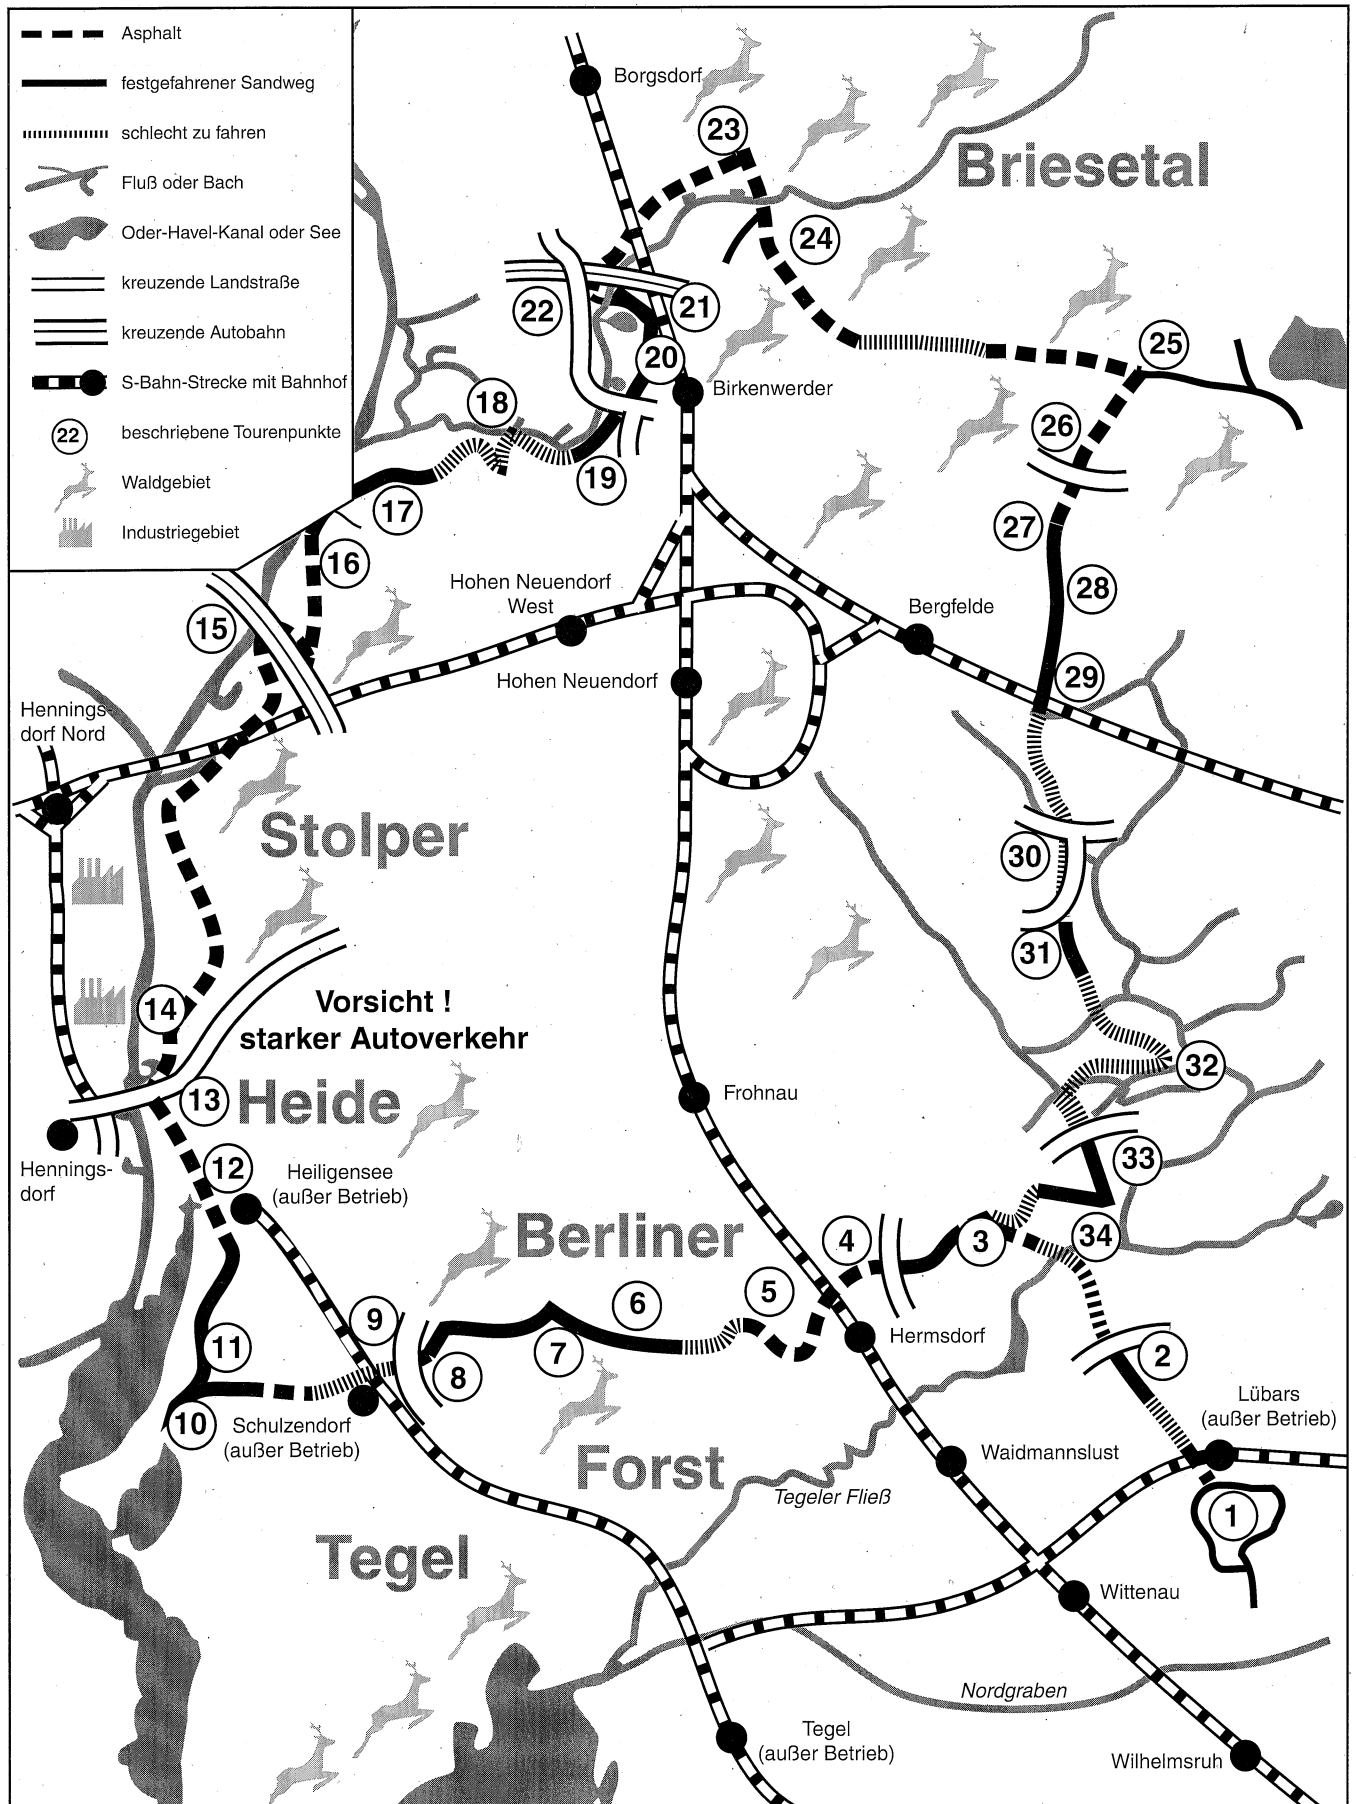 Asphalt
festgefahrener Sandweg
schlecht zu fahren
Fluß oder Bach
Oder-Havel-Kanal oder See
kreuzende Landstraße
kreuzende Autobahn
S-Bahn-Strecke mit Bahnhof
22
beschriebene Tourenpunkte
Waldgebiet
Industriegebiet
Borgsdorf
23
Briesetal
24
22
21
20
25
Birkenwerder
18
26
19
17
27
16
Hohen Neuendorf
West
28
Bergfelde
15
29
Hohen Neuendorf
Hennings-
dorf Nord
Stolper
30
31
14
Vorsicht !
starker Autoverkehr
32
13
Heide
Frohnau
Hennings-
dorf
12
Heiligensee
(außer Betrieb)
33
Berliner
4
3
34
5
6
9
7
8
Hermsdorf
2
11
10
Schulzendorf
(außer Betrieb)
Lübars
(außer Betrieb)
Waidmannslust
Forst
Tegeler Fließ
1
Tegel
Wittenau
Nordgraben
Tegel
(außer Betrieb)
Wilhelmsruh